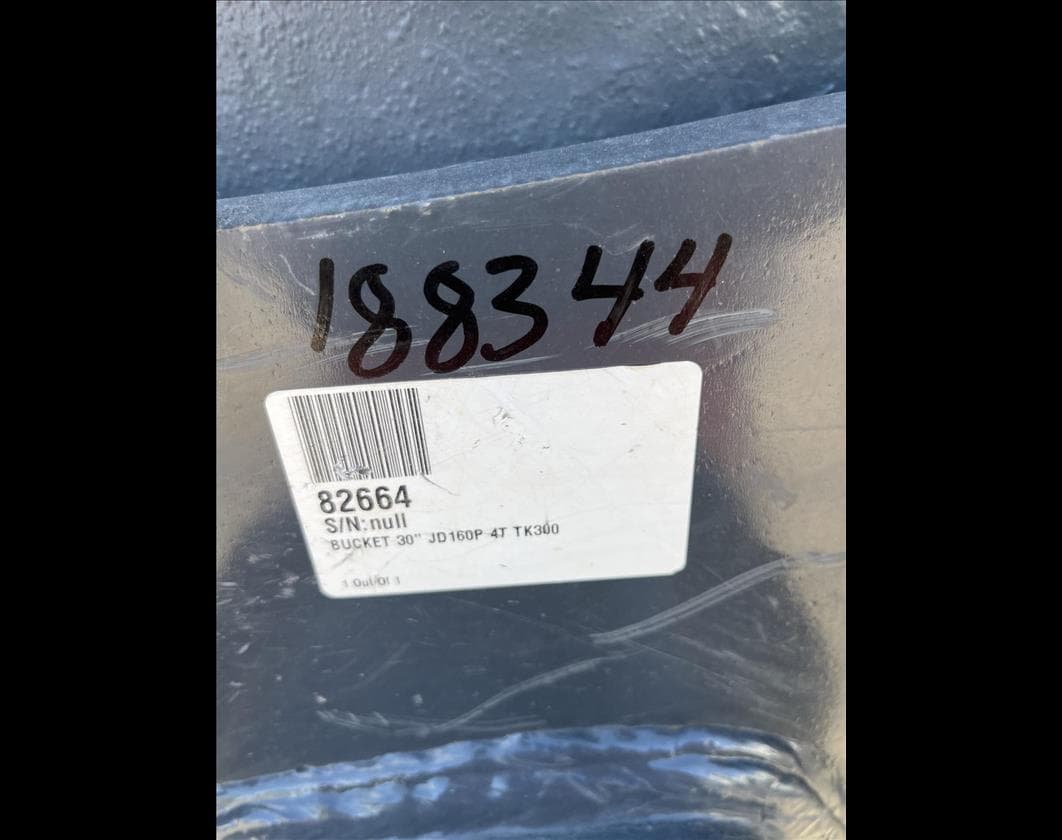 188344
82664
S/N:null
BUCKET 30" JD160P 4T TK300
1 Out Of 1